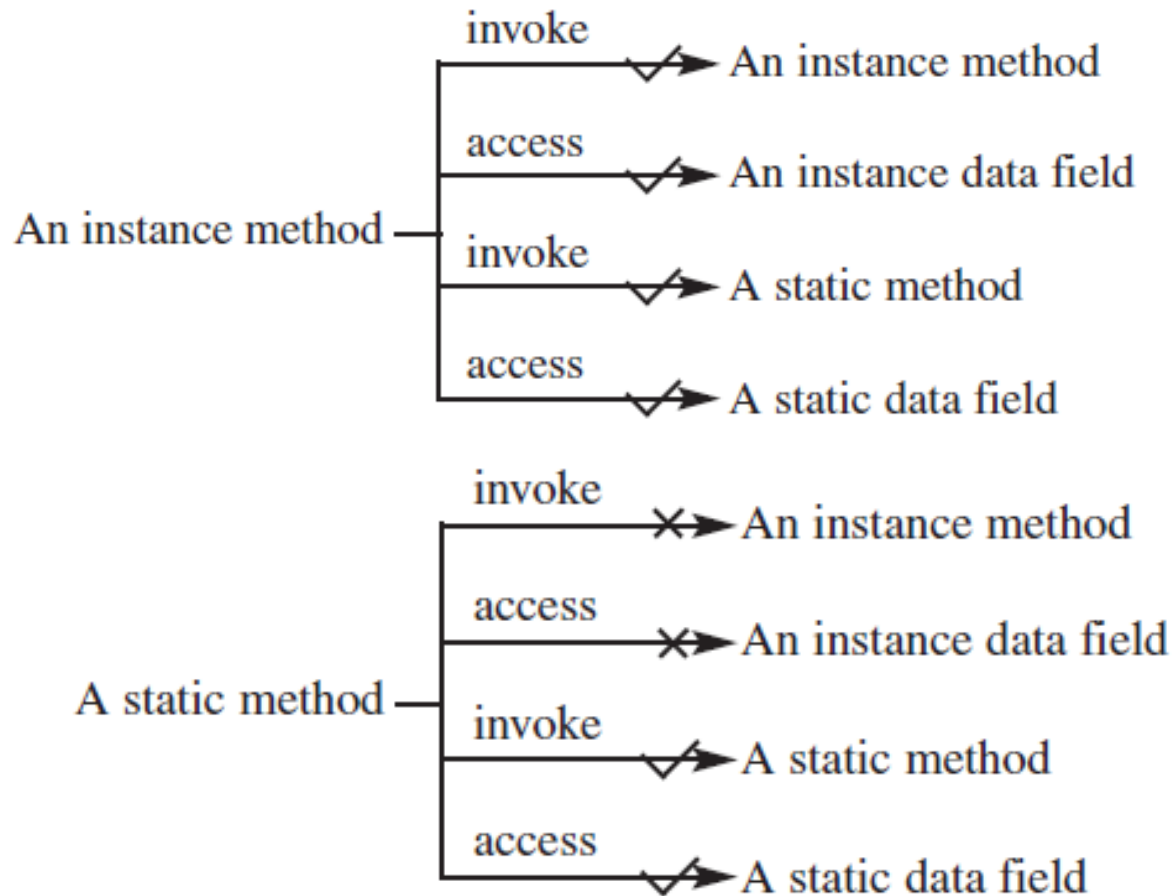 invoke
An instance method
access
An instance data field
An instance method
invoke
A static method
access
A static data field
invoke
An instance method
access
An instance data field
A static method
invoke
A static method
access
A static data field